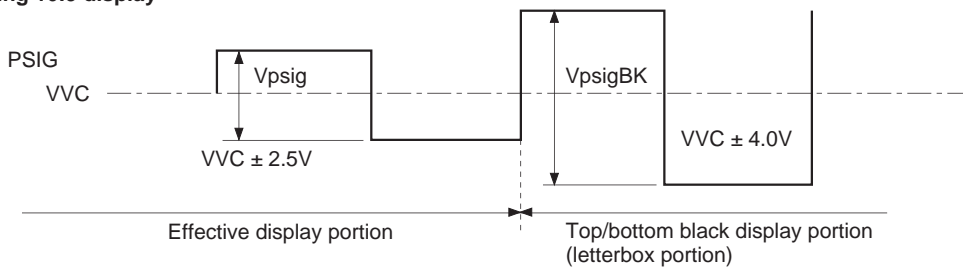 PSIG
VVC
Vpsig
VpsigBK
VVC ± 2.5V
VVC ± 4.0V
Effective display portion
Top/bottom black display portion
(letterbox portion)